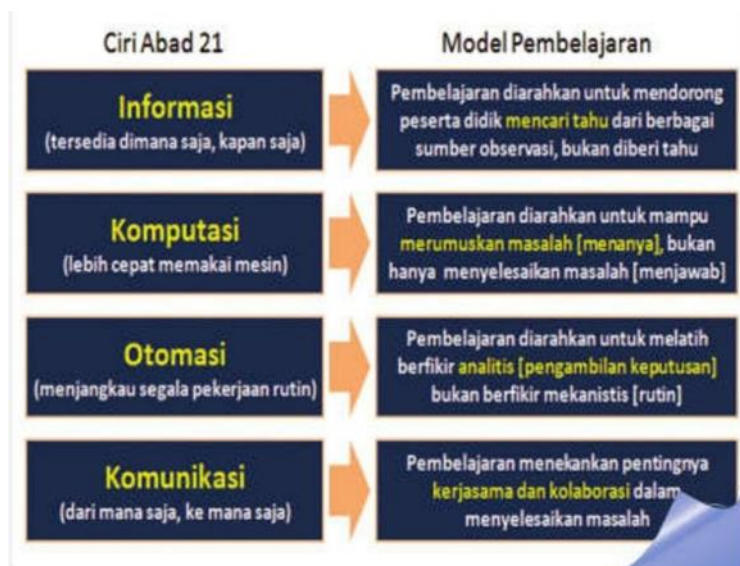 Ciri Abad 21
Model Pembelajaran
Informasi
(tersedia dimana saja, kapan saja)
Pembelajaran diarahkan untuk mendorong
peserta didik mencari tahu dari berbagai
sumber observasi, bukan diberi tahu
Komputasi
(lebih cepat memakai mesin)
Pembelajaran diarahkan untuk mampu
merumuskan masalah [menanya], bukan
hanya menyelesaikan masalah [menjawab]
Otomasi
(menjangkau segala pekerjaan rutin)
Pembelajaran diarahkan untuk melatih
berfikir analitis [pengambilan keputusan]
bukan berfikir mekanistis [rutin]
Komunikasi
(dari mana saja, ke mana saja)
Pembelajaran menekankan pentingnya
kerjasama dan kolaborasi dalam
menyelesaikan masalah